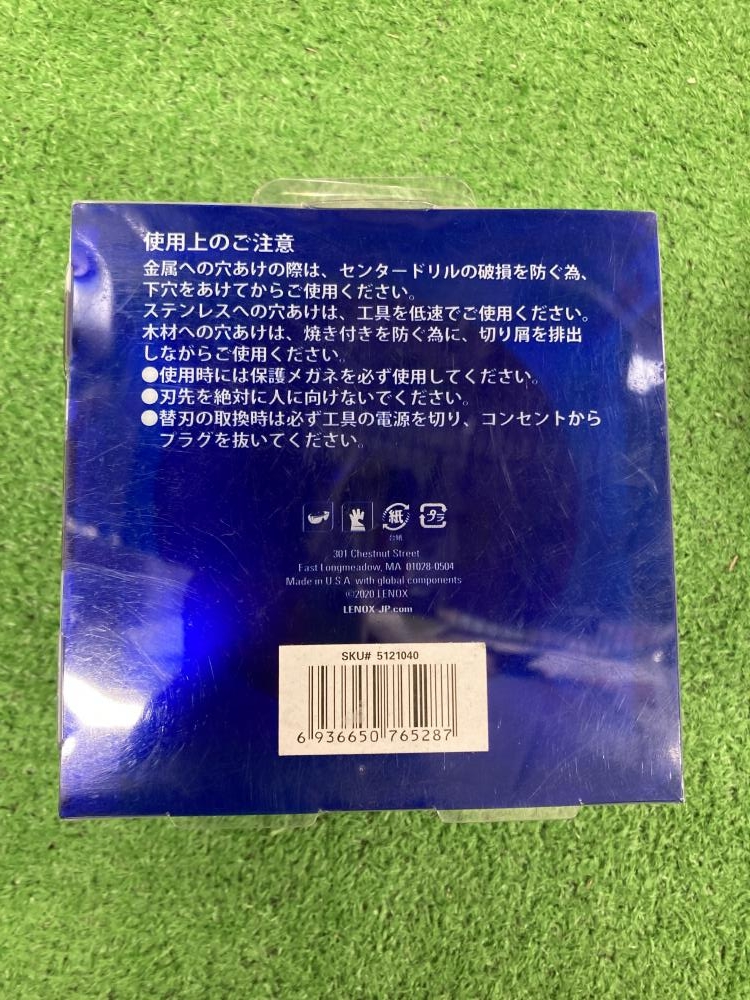 使用上のご注意
金属への穴あけの際は、センタードリルの破損を防ぐ為、
下穴をあけてからご使用ください。
ステンレスへの穴あけは、工具を低速でご使用ください。
木材への穴あけは、焼き付きを防ぐ為に、切り屑を排出
しながらご使用ください。
●使用時には保護メガネを必ず使用してください。
●刃先を絶対に人に向けないでください。
●替刃の取換時は必ず工具の電源を切り、コンセントから
プラグを抜いてください。
紙 プラ
台紙
301 Chestnut Street
East Longmeadow, MA 01028-0504
Made in U.S.A. with global components
©2020 LENOX
LENOX-JP.com
SKU# 5121040
6 936650 765287